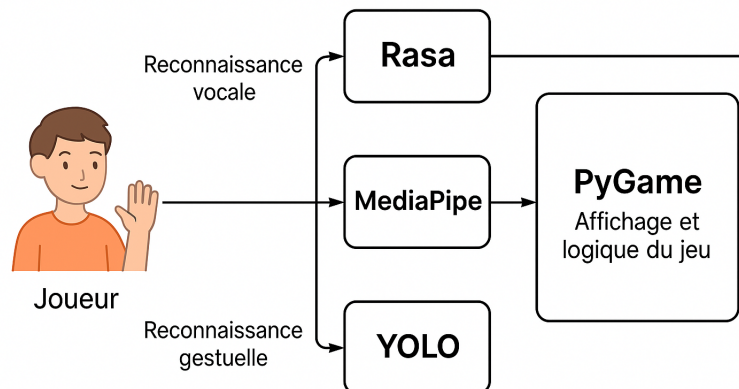 Reconnaissance
vocale
Rasa
MediaPipe
PyGame
Affichage et
logique du jeu
Joueur
Reconnaissance
gestuelle
YOLO